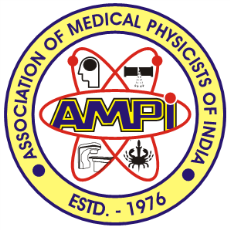 ASSOCIATION OF MEDICAL PHYSICISTS OF INDIA
AMPI
ESTD. - 1976